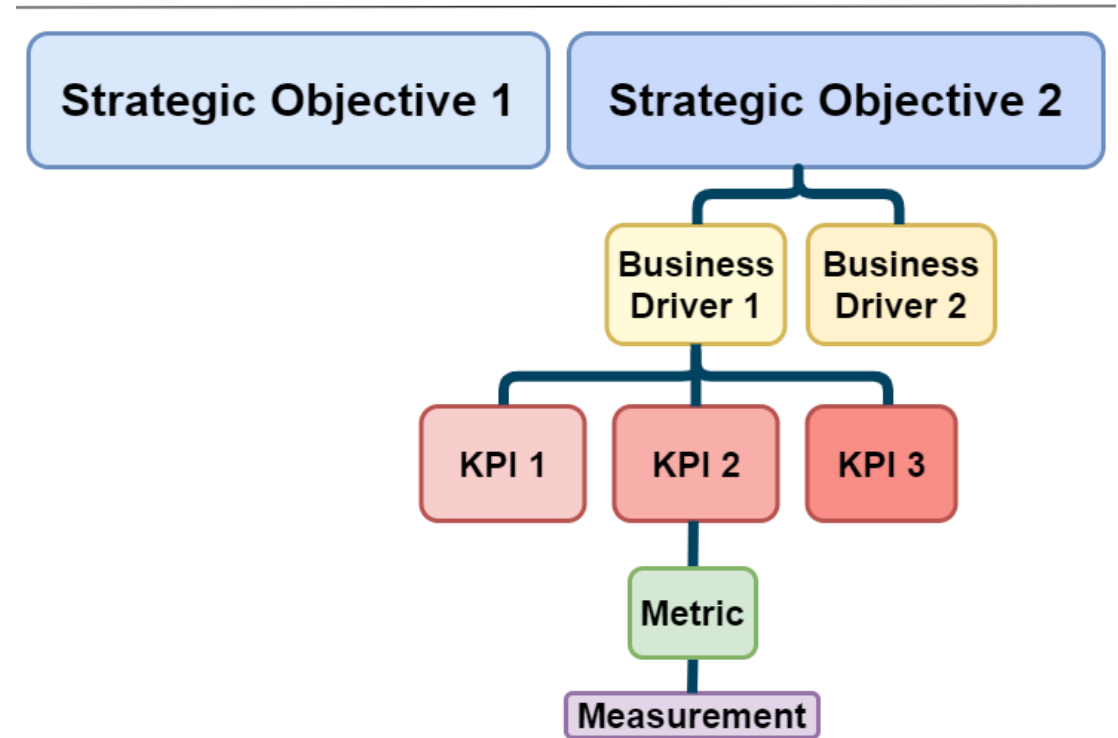 Strategic Objective 1
Strategic Objective 2
Business
Driver 1
Business
Driver 2
KPI 1
KPI 2
KPI 3
Metric
Measurement